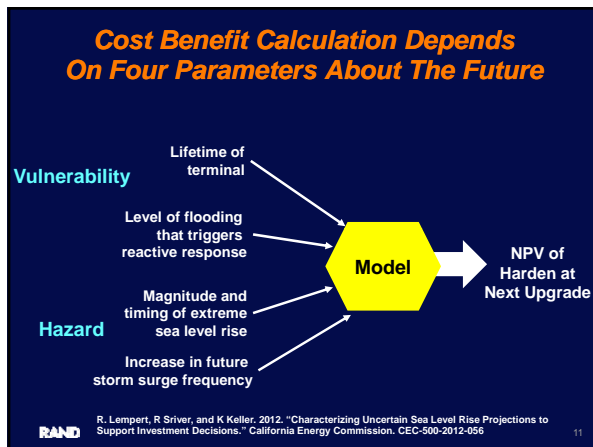 Cost Benefit Calculation Depends
On Four Parameters About The Future
Vulnerability
Lifetime of
terminal
Level of flooding
that triggers
reactive response
Hazard
Magnitude and
timing of extreme
sea level rise
Increase in future
storm surge frequency
Model
NPV of
Harden at
Next Upgrade
RAND
R. Lempert, R Sriver, and K Keller. 2012. “Characterizing Uncertain Sea Level Rise Projections to
Support Investment Decisions.” California Energy Commission. CEC-500-2012-056
11